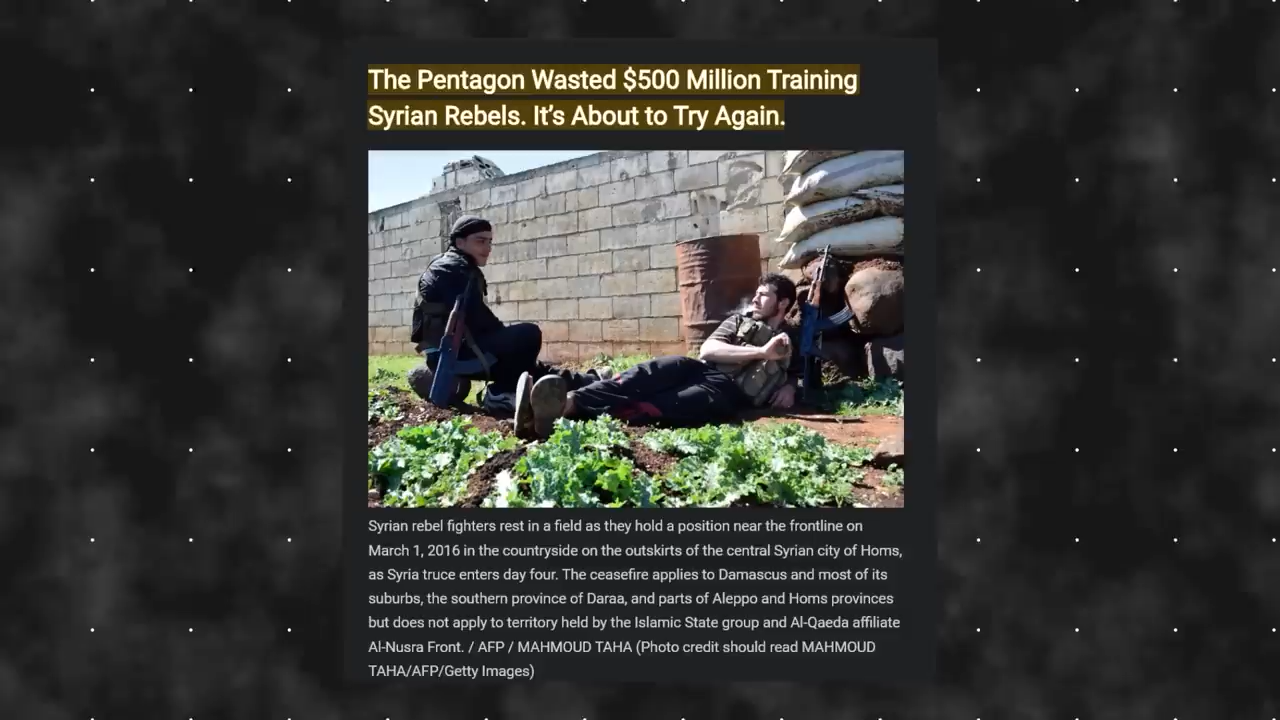 The Pentagon Wasted $500 Million Training
Syrian Rebels. It’s About to Try Again.
Syrian rebel fighters rest in a field as they hold a position near the frontline on
March 1, 2016 in the countryside on the outskirts of the central Syrian city of Homs,
as Syria truce enters day four. The ceasefire applies to Damascus and most of its
suburbs, the southern province of Daraa, and parts of Aleppo and Homs provinces
but does not apply to territory held by the Islamic State group and Al-Qaeda affiliate
Al-Nusra Front. / AFP / MAHMOUD TAHA (Photo credit should read MAHMOUD
TAHA/AFP/Getty Images)